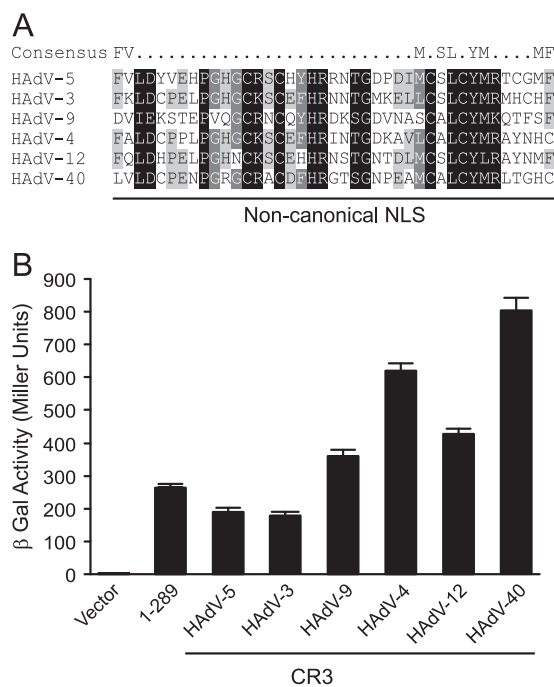 A
Consensus FV..........................M.SL.YM....MF
HAdV-5 FVLDYVEHPGHGCRSCHYHRRNTGDPDIMCSLCYMRTCGMF
HAdV-3 FKLDCPELPGHGCKSCEFHRNNTGMKELLCSLCYMRMHCHF
HAdV-9 DVIEKSTEPVQGCRNCQYHRDKSGDVNASCALCYMKQTFSF
HAdV-4 FALDCPPLPGHGCKSCEFHRINTGDKAVLCALCYMRAYNHC
HAdV-12 FQLDHPELPGHNCKSCEHHRNSTGNTDLMCSLCYLRAYNMF
HAdV-40 LVLDCPENPGRGCRACDFHRGTSGNPEAMCALCYMRLTGHC
Non-canonical NLS
B
β Gal Activity (Miller Units)
900
800
700
600
500
400
300
200
100
0
Vector
1-289
HAdV-5
HAdV-3
HAdV-9
HAdV-4
HAdV-12
HAdV-40
CR3